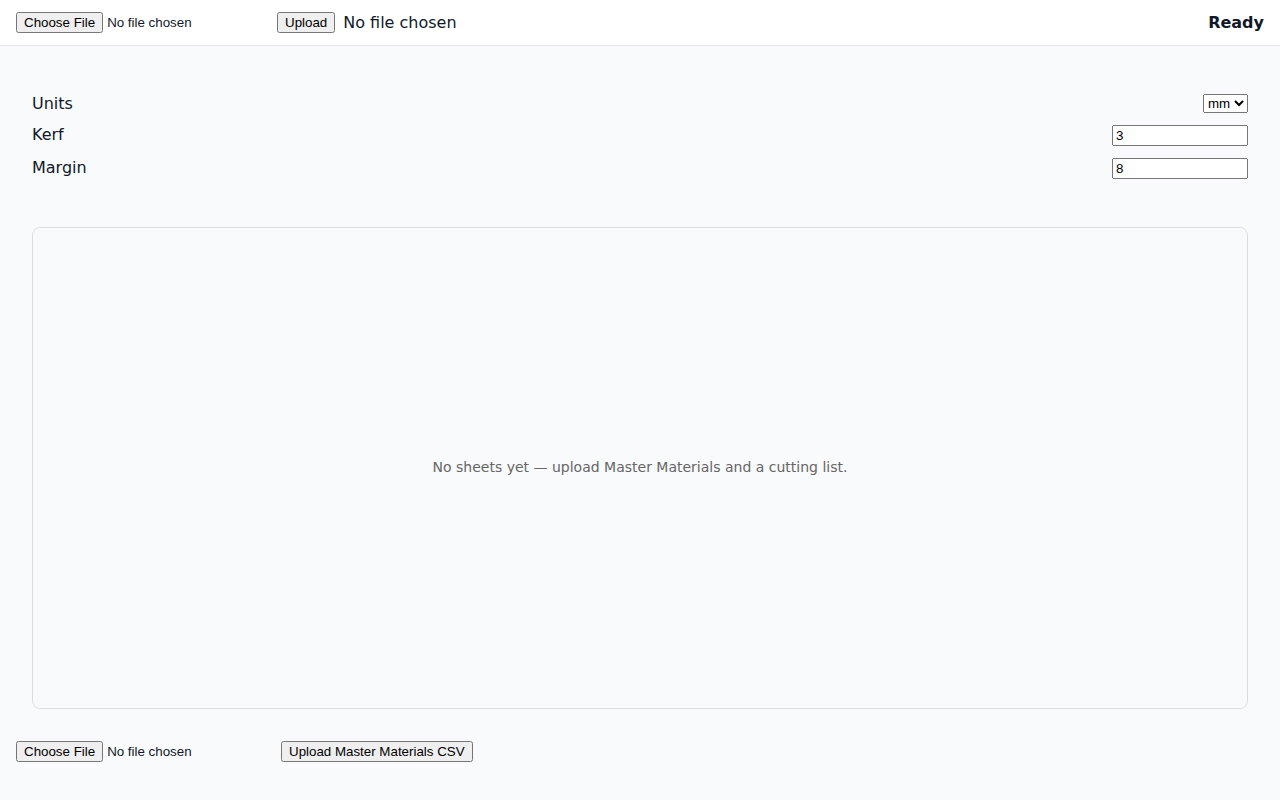 Choose File No file chosen Upload No file chosen Ready
Units mm
Kerf 3
Margin 8
No sheets yet — upload Master Materials and a cutting list.
Choose File No file chosen Upload Master Materials CSV